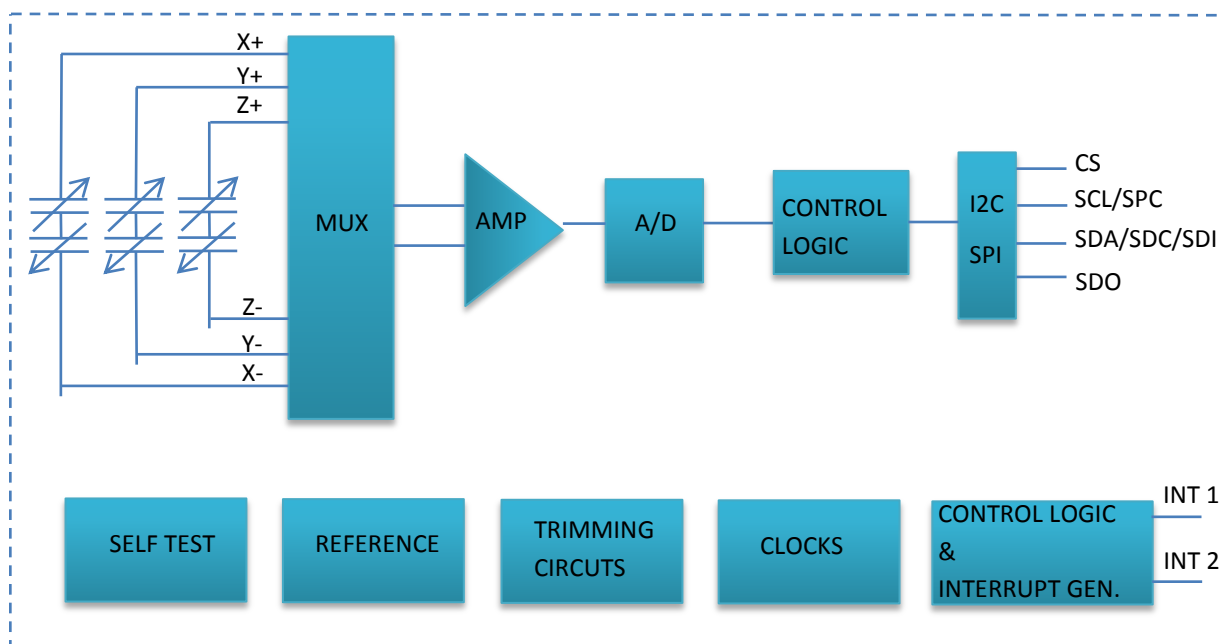 X+
Y+
Z+
MUX
AMP
A/D
CONTROL
LOGIC
I2C
SPI
CS
SCL/SPC
SDA/SDC/SDI
SDO
Z-
Y-
X-
SELF TEST
REFERENCE
TRIMMING
CIRCUTS
CLOCKS
CONTROL LOGIC
&
INTERRUPT GEN.
INT 1
INT 2